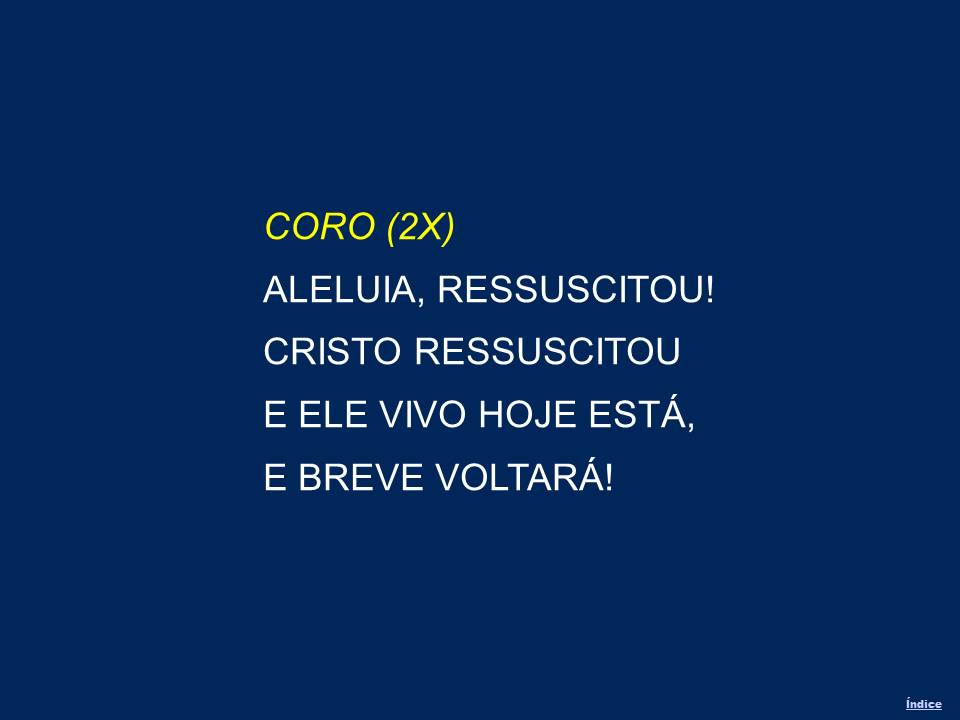 CORO (2X)
ALELUIA, RESSUSCITOU!
CRISTO RESSUSCITOU
E ELE VIVO HOJE ESTÁ,
E BREVE VOLTARÁ!
Índice